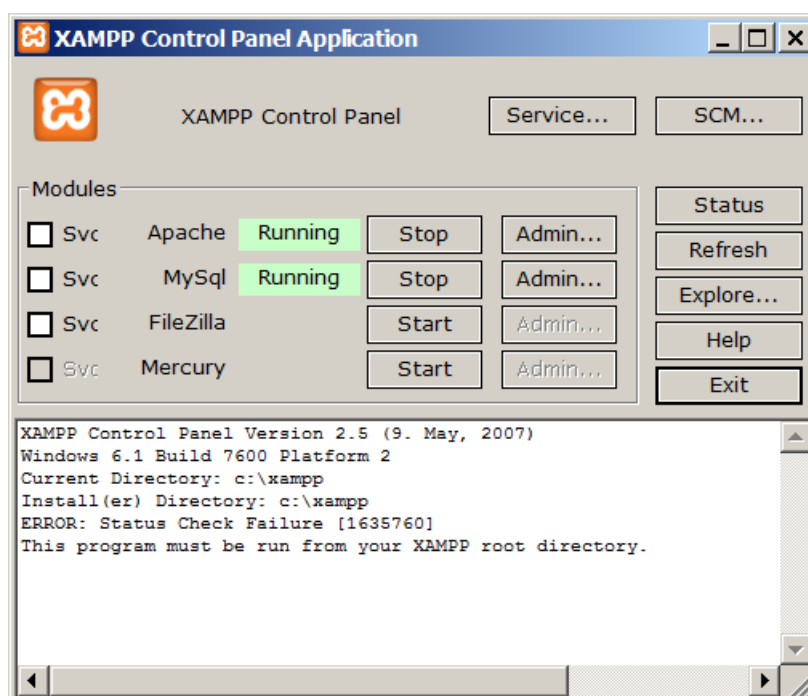 XAMPP Control Panel Application
XAMPP Control Panel Service... SCM...
Modules
Svc Apache Running Stop Admin...
Svc MySql Running Stop Admin...
Svc FileZilla Start Admin...
Svc Mercury Start Admin...
Status
Refresh
Explore...
Help
Exit
XAMPP Control Panel Version 2.5 (9. May, 2007)
Windows 6.1 Build 7600 Platform 2
Current Directory: c:\xampp
Install(er) Directory: c:\xampp
ERROR: Status Check Failure [1635760]
This program must be run from your XAMPP root directory.